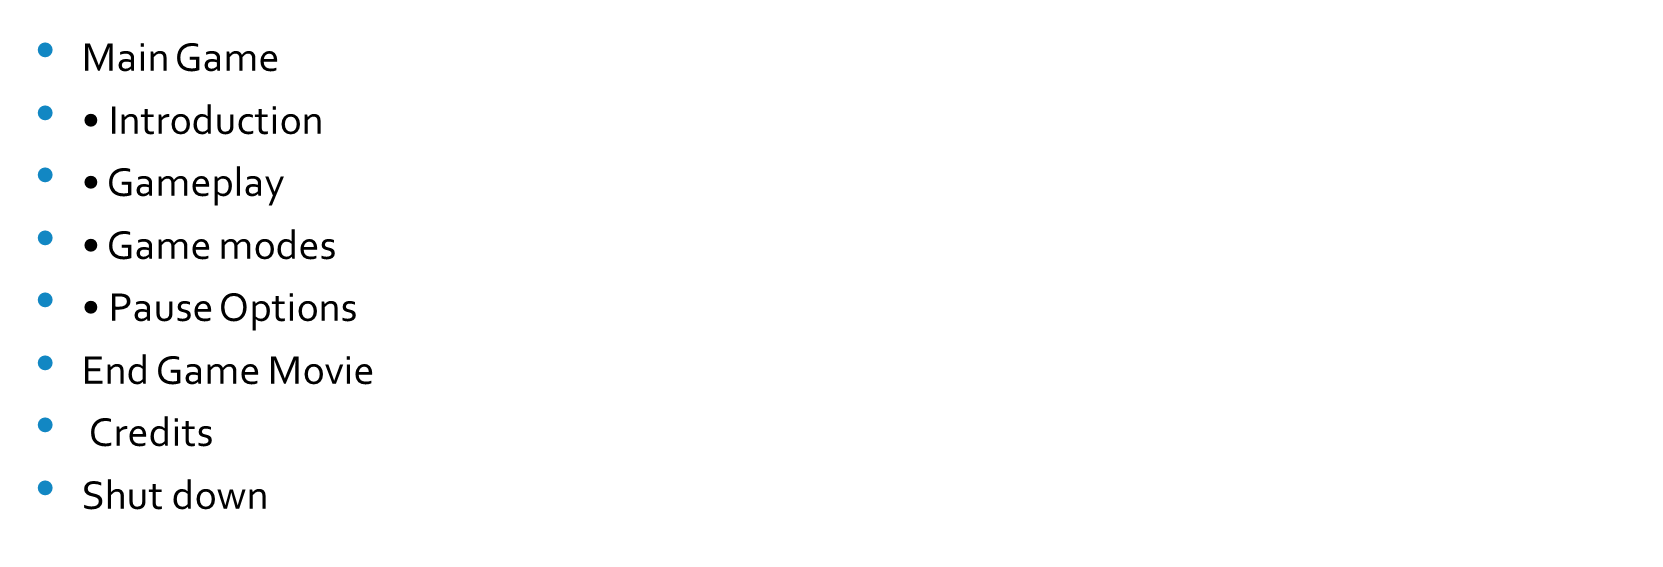 • Main Game
• • Introduction
• • Gameplay
• • Game modes
• • Pause Options
• End Game Movie
• Credits
• Shut down